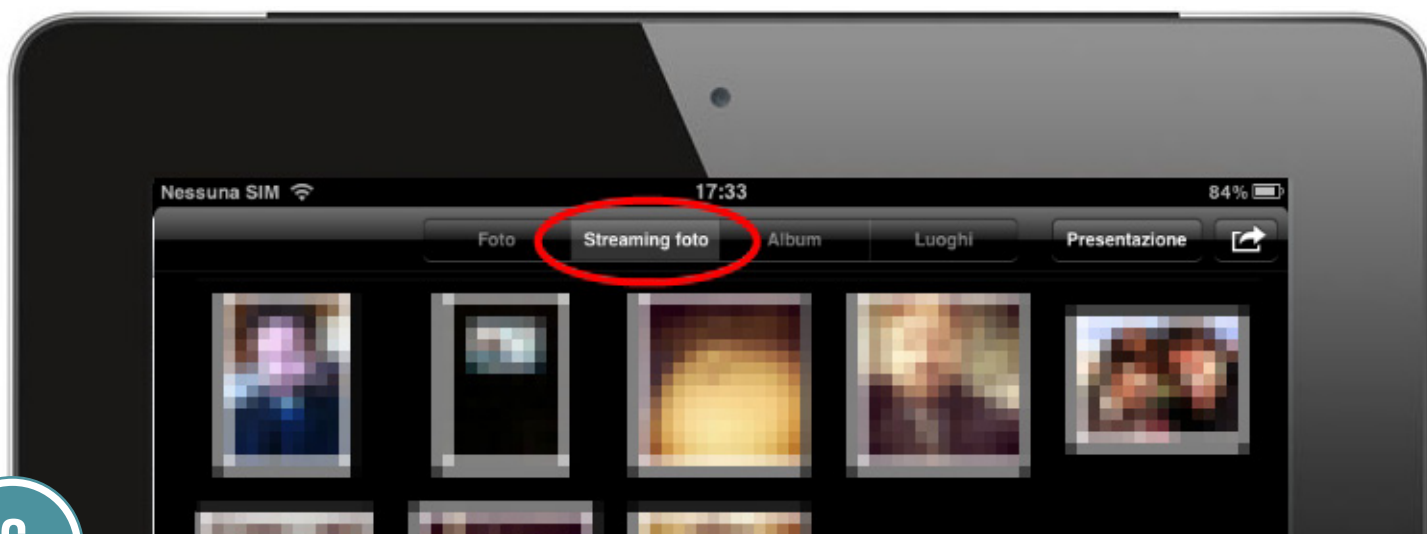 Nessuna SIM 17:33 84%
Foto Streaming foto Album Luoghi Presentazione